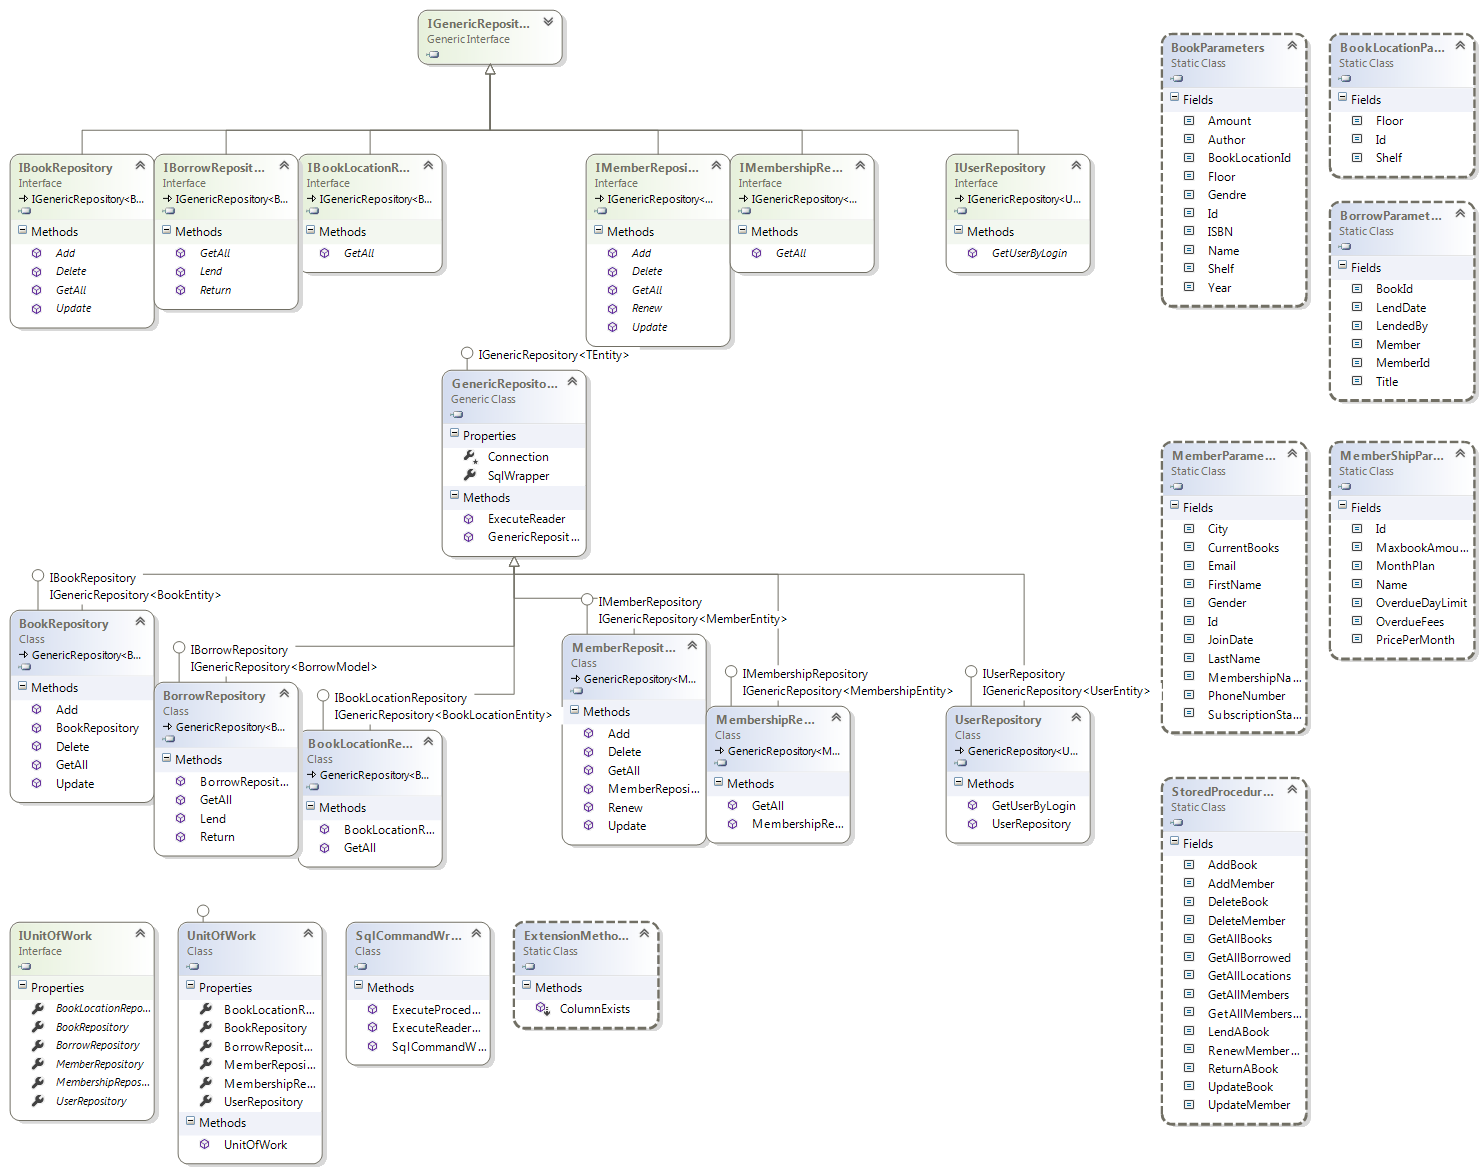 IGenericReposit...
Generic Interface
IBookRepository
Interface
IGenericRepository<B...
Methods
Add
Delete
GetAll
Update
IBorrowReposit...
Interface
IGenericRepository<B...
Methods
GetAll
Lend
Return
IBookLocationR...
Interface
IGenericRepository<B...
Methods
GetAll
IMemberReposi...
Interface
IGenericRepository<...
Methods
Add
Delete
GetAll
Renew
Update
IMembershipRe...
Interface
IGenericRepository<...
Methods
GetAll
IUserRepository
Interface
IGenericRepository<U...
Methods
GetUserByLogin
IGenericRepository<TEntity>
GenericReposito...
Generic Class
Properties
Connection
SqlWrapper
Methods
ExecuteReader
GenericReposit...
IBookRepository
IGenericRepository<BookEntity>
BookRepository
Class
GenericRepository<B...
Methods
Add
BookRepository
Delete
GetAll
Update
IBorrowRepository
IGenericRepository<BorrowModel>
BorrowRepository
Class
GenericRepository<B...
Methods
BorrowReposit...
GetAll
Lend
Return
IBookLocationRepository
IGenericRepository<BookLocationEntity>
BookLocationRe...
Class
GenericRepository<B...
Methods
BookLocationR...
GetAll
IMemberRepository
IGenericRepository<MemberEntity>
MemberReposit...
Class
GenericRepository<M...
Methods
Add
Delete
GetAll
MemberReposi...
Renew
Update
IMembershipRepository
IGenericRepository<MembershipEntity>
MembershipRe...
Class
GenericRepository<M...
Methods
GetAll
MembershipRe...
IUserRepository
IGenericRepository<UserEntity>
UserRepository
Class
GenericRepository<U...
Methods
GetUserByLogin
UserRepository
IUnitOfWork
Interface
Properties
BookLocationRepo...
BookRepository
BorrowRepository
MemberRepository
MembershipRepos...
UserRepository
UnitOfWork
Class
Properties
BookLocationR...
BookRepository
BorrowReposit...
MemberReposi...
MembershipRe...
UserRepository
Methods
UnitOfWork
SqlCommandWr...
Class
Methods
ExecuteProced...
ExecuteReader...
SqlCommandW...
ExtensionMetho...
Static Class
Methods
ColumnExists
BookParameters
Static Class
Fields
Amount
Author
BookLocationId
Floor
Gendre
Id
ISBN
Name
Shelf
Year
BookLocationPa...
Static Class
Fields
Floor
Id
Shelf
BorrowParamet...
Static Class
Fields
BookId
LendDate
LendedBy
Member
MemberId
Title
MemberParame...
Static Class
Fields
City
CurrentBooks
Email
FirstName
Gender
Id
JoinDate
LastName
MembershipNa...
PhoneNumber
SubscriptionSta...
MemberShipPar...
Static Class
Fields
Id
MaxbookAmou...
MonthPlan
Name
OverdueDayLimit
OverdueFees
PricePerMonth
StoredProcedur...
Static Class
Fields
AddBook
AddMember
DeleteBook
DeleteMember
GetAllBooks
GetAllBorrowed
GetAllLocations
GetAllMembers
GetAllMembers...
LendABook
RenewMember...
ReturnABook
UpdateBook
UpdateMember